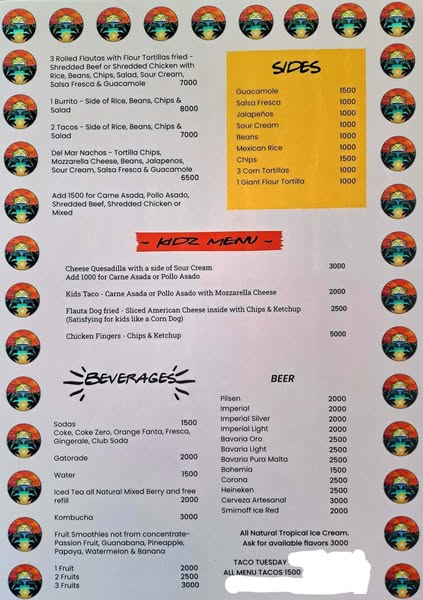 3 Rolled Flautas with Flour Tortillas fried -
Shredded Beef or Shredded Chicken with
Rice, Beans, Chips, Salad, Sour Cream,
Salsa Fresca & Guacamole 7000
1 Burrito - Side of Rice, Beans, Chips &
Salad 8000
2 Tacos - Side of Rice, Beans, Chips &
Salad 7000
Del Mar Nachos - Tortilla Chips,
Mozzarella Cheese, Beans, Jalapenos,
Sour Cream, Salsa Fresca & Guacamole
6500
Add 1500 for Carne Asada, Pollo Asado,
Shredded Beef, Shredded Chicken or
Mixed
SIDES
Guacamole 1500
Salsa Fresca 1000
Jalapeños 1000
Sour Cream 1000
Beans 1000
Mexican Rice 1000
Chips 1500
3 Corn Tortillas 1000
1 Giant Flour Tortilla 1000
~ KIDZ MENU ~
Cheese Quesadilla with a side of Sour Cream 3000
Add 1000 for Carne Asada or Pollo Asado
Kids Taco - Carne Asada or Pollo Asado with Mozzarella Cheese 2000
Flauta Dog fried - Sliced American Cheese inside with Chips & Ketchup 2500
(Satisfying for kids like a Corn Dog)
Chicken Fingers - Chips & Ketchup 5000
BEVERAGES
Sodas 1500
Coke, Coke Zero, Orange Fanta, Fresca,
Gingerale, Club Soda
Gatorade 2000
Water 1500
Iced Tea all Natural Mixed Berry and free
refill 2000
Kombucha 3000
Fruit Smoothies not from concentrate-
Passion Fruit, Guanabana, Pineapple,
Papaya, Watermelon & Banana
1 Fruit 2000
2 Fruits 2500
3 Fruits 3000
BEER
Pilsen 2000
Imperial 2000
Imperial Silver 2000
Imperial Light 2000
Bavaria Oro 2500
Bavaria Light 2500
Bavaria Pura Malta 2500
Bohemia 1500
Corona 2500
Heineken 2500
Cerveza Artesanal 3000
Smirnoff Ice Red 2000
All Natural Tropical Ice Cream.
Ask for available flavors 3000
TACO TUESDAY
ALL MENU TACOS 1500